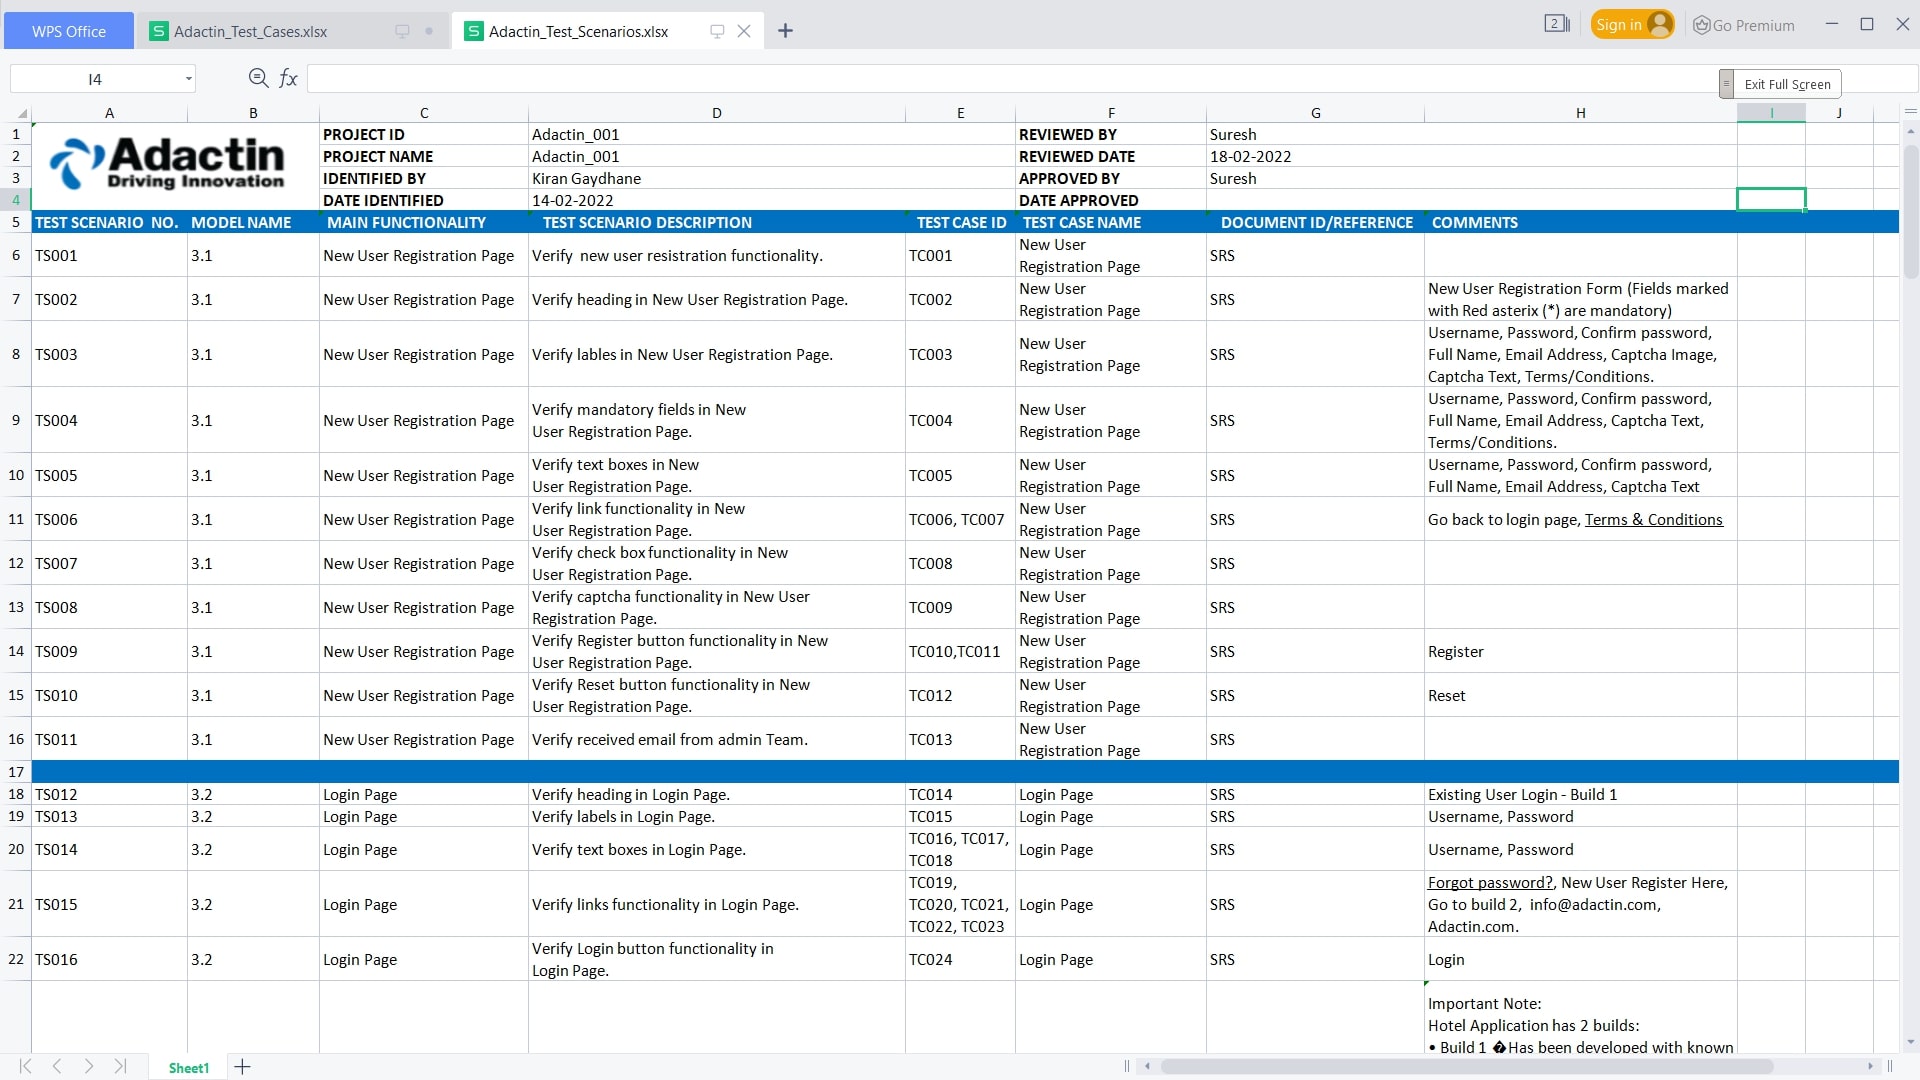 WPS Office
Adactin_Test_Cases.xlsx
Adactin_Test_Scenarios.xlsx
2
Sign in
Go Premium
I4
fx
Exit Full Screen
A B C D E F G H I J
1 Adactin PROJECT ID Adactin_001 REVIEWED BY Suresh
2 Driving Innovation PROJECT NAME Adactin_001 REVIEWED DATE 18-02-2022
3 IDENTIFIED BY Kiran Gaydhane APPROVED BY Suresh
4 DATE IDENTIFIED 14-02-2022 DATE APPROVED
5 TEST SCENARIO  NO. MODEL NAME MAIN FUNCTIONALITY TEST SCENARIO DESCRIPTION TEST CASE ID TEST CASE NAME DOCUMENT ID/REFERENCE COMMENTS
6 TS001 3.1 New User Registration Page Verify  new user resistration functionality. TC001 New User
Registration Page SRS
7 TS002 3.1 New User Registration Page Verify heading in New User Registration Page. TC002 New User
Registration Page SRS New User Registration Form (Fields marked
with Red asterix (*) are mandatory)
8 TS003 3.1 New User Registration Page Verify lables in New User Registration Page. TC003 New User
Registration Page SRS Username, Password, Confirm password,
Full Name, Email Address, Captcha Image,
Captcha Text, Terms/Conditions.
9 TS004 3.1 New User Registration Page Verify mandatory fields in New
User Registration Page. TC004 New User
Registration Page SRS Username, Password, Confirm password,
Full Name, Email Address, Captcha Text,
Terms/Conditions.
10 TS005 3.1 New User Registration Page Verify text boxes in New
User Registration Page. TC005 New User
Registration Page SRS Username, Password, Confirm password,
Full Name, Email Address, Captcha Text
11 TS006 3.1 New User Registration Page Verify link functionality in New
User Registration Page. TC006, TC007 New User
Registration Page SRS Go back to login page, Terms & Conditions
12 TS007 3.1 New User Registration Page Verify check box functionality in New
User Registration Page. TC008 New User
Registration Page SRS
13 TS008 3.1 New User Registration Page Verify captcha functionality in New User
Registration Page. TC009 New User
Registration Page SRS
14 TS009 3.1 New User Registration Page Verify Register button functionality in New
User Registration Page. TC010,TC011 New User
Registration Page SRS Register
15 TS010 3.1 New User Registration Page Verify Reset button functionality in New
User Registration Page. TC012 New User
Registration Page SRS Reset
16 TS011 3.1 New User Registration Page Verify received email from admin Team. TC013 New User
Registration Page SRS
17
18 TS012 3.2 Login Page Verify heading in Login Page. TC014 Login Page SRS Existing User Login - Build 1
19 TS013 3.2 Login Page Verify labels in Login Page. TC015 Login Page SRS Username, Password
20 TS014 3.2 Login Page Verify text boxes in Login Page. TC016, TC017,
TC018 Login Page SRS Username, Password
21 TS015 3.2 Login Page Verify links functionality in Login Page. TC019,
TC020, TC021,
TC022, TC023 Login Page SRS Forgot password?, New User Register Here,
Go to build 2,  info@adactin.com,
Adactin.com.
22 TS016 3.2 Login Page Verify Login button functionality in
Login Page. TC024 Login Page SRS Login
Important Note:
Hotel Application has 2 builds:
• Build 1 �Has been developed with known
Sheet1